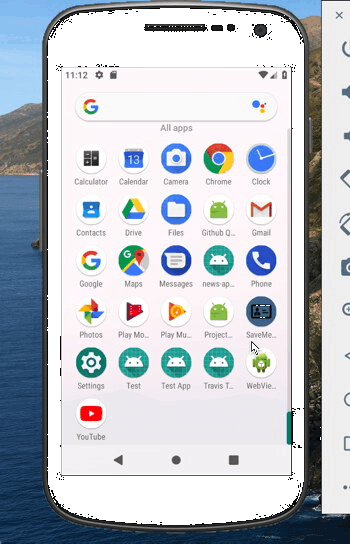 11:12
All apps
Calculator
13
Calendar
Camera
Chrome
Clock
Contacts
Drive
Files
Github Q...
Gmail
Google
Maps
Messages
news-ap...
Phone
Photos
Play Mo...
Play Mu...
Project...
SaveMe...
Settings
Test
Test App
Travis T...
WebVie...
YouTube